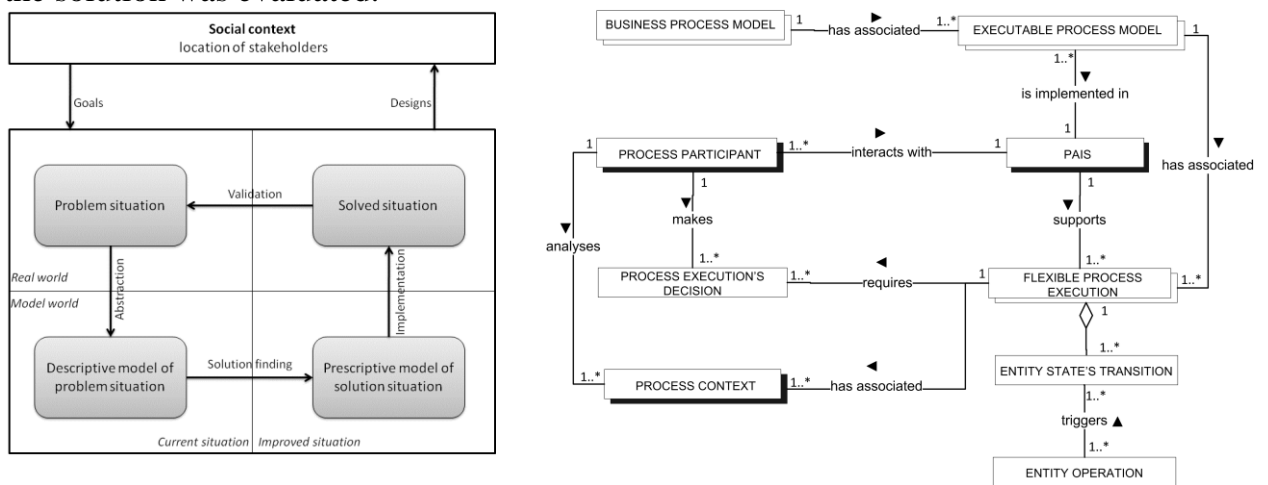 the solution was evaluated.
Social context
location of stakeholders
Goals
Designs
Problem situation
Validation
Solved situation
Real world
Model world
Abstraction
Implementation
Descriptive model of
problem situation
Solution finding
Prescriptive model of
solution situation
Current situation
Improved situation
BUSINESS PROCESS MODEL
1
has associated
1..*
EXECUTABLE PROCESS MODEL
1
1..*
is implemented in
1
1
PROCESS PARTICIPANT
1..*
interacts with
1
PAIS
has associated
1
makes
1
supports
analyses
1..*
1..*
PROCESS EXECUTION'S
DECISION
1..*
requires
1
FLEXIBLE PROCESS
EXECUTION
1..*
1
1..*
PROCESS CONTEXT
1..*
has associated
1..*
ENTITY STATE'S TRANSITION
1..*
triggers
1..*
ENTITY OPERATION